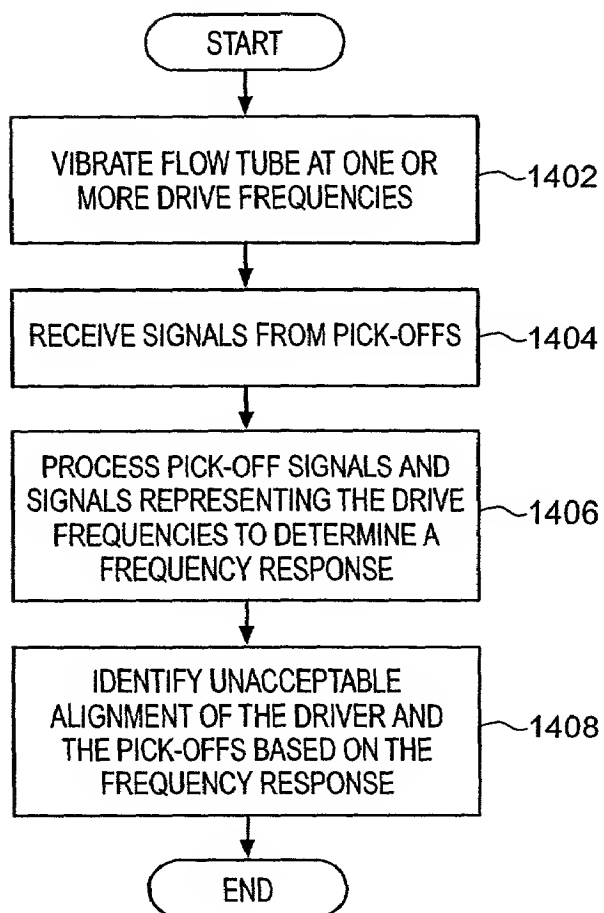 START
VIBRATE FLOW TUBE AT ONE OR
MORE DRIVE FREQUENCIES
1402
RECEIVE SIGNALS FROM PICK-OFFS
1404
PROCESS PICK-OFF SIGNALS AND
SIGNALS REPRESENTING THE DRIVE
FREQUENCIES TO DETERMINE A
FREQUENCY RESPONSE
1406
IDENTIFY UNACCEPTABLE
ALIGNMENT OF THE DRIVER AND
THE PICK-OFFS BASED ON THE
FREQUENCY RESPONSE
1408
END